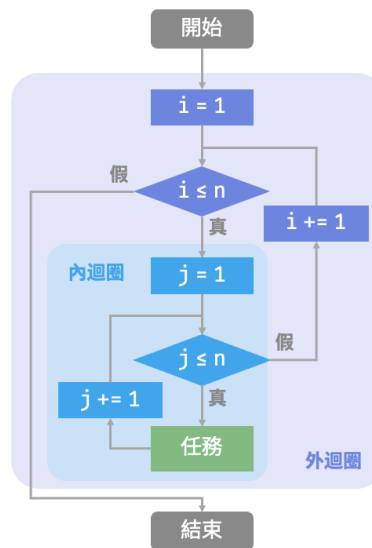 開始
i = 1
假
i ≤ n
真
i += 1
內迴圈
j = 1
j ≤ n
假
真
j += 1
任務
外迴圈
結束